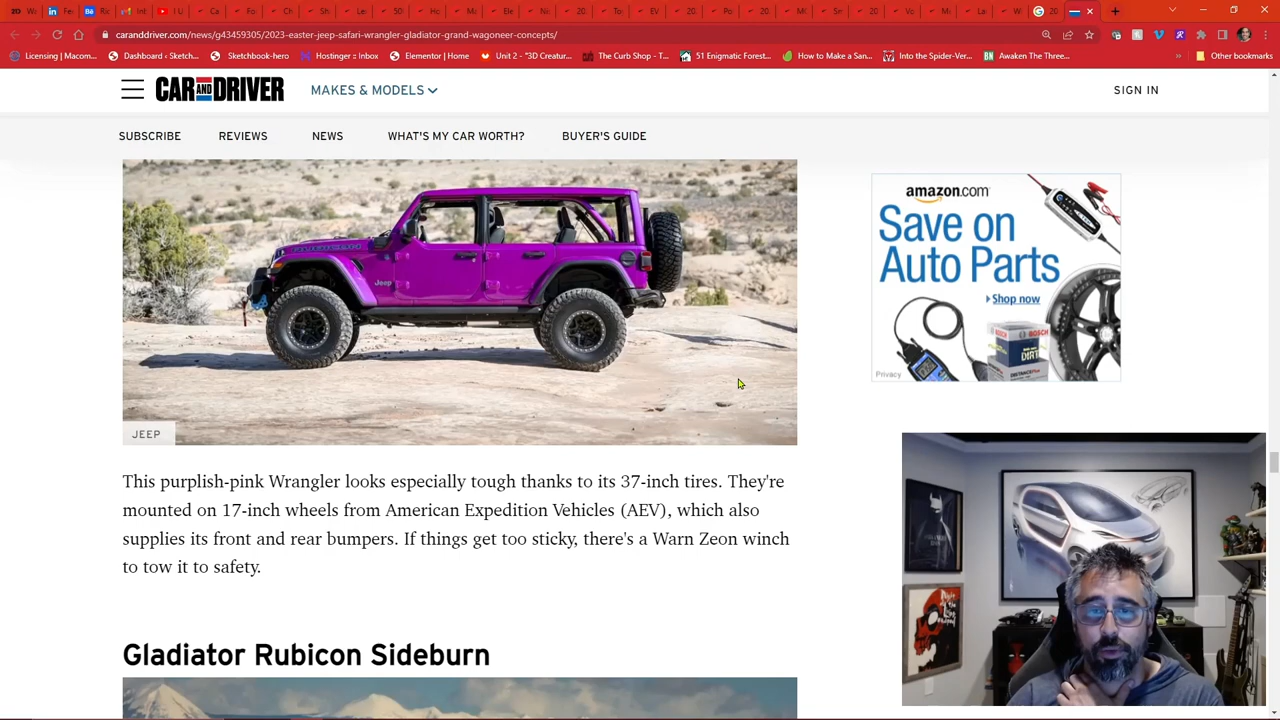 caranddriver.com/news/g43459305/2023-easter-jeep-safari-wrangler-gladiator-grand-wagoneer-concepts/
Licensing | Macom... Dashboard ‹ Sketch... Sketchbook-hero Hostinger :: Inbox Elementor | Home Unit 2 - "3D Creatur... The Curb Shop - T... 51 Enigmatic Forest... How to Make a San... Into the Spider-Ver... Awaken The Three... » Other bookmarks
CAR AND DRIVER MAKES & MODELS SIGN IN
SUBSCRIBE REVIEWS NEWS WHAT'S MY CAR WORTH? BUYER'S GUIDE
Jeep
JEEP
amazon.com
Save on
Auto Parts
Shop now
BOSCH
DIRT
Privacy
This purplish-pink Wrangler looks especially tough thanks to its 37-inch tires. They're
mounted on 17-inch wheels from American Expedition Vehicles (AEV), which also
supplies its front and rear bumpers. If things get too sticky, there's a Warn Zeon winch
to tow it to safety.
Gladiator Rubicon Sideburn